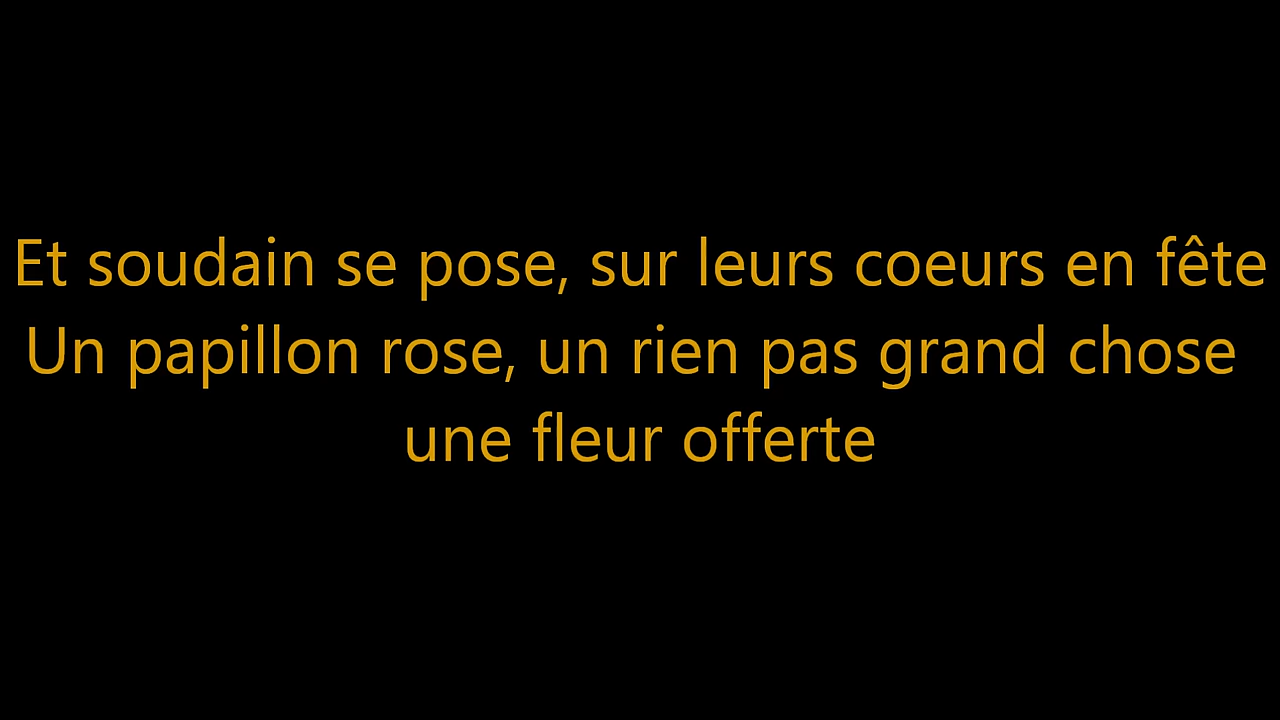 Et soudain se pose, sur leurs coeurs en fête
Un papillon rose, un rien pas grand chose
une fleur offerte